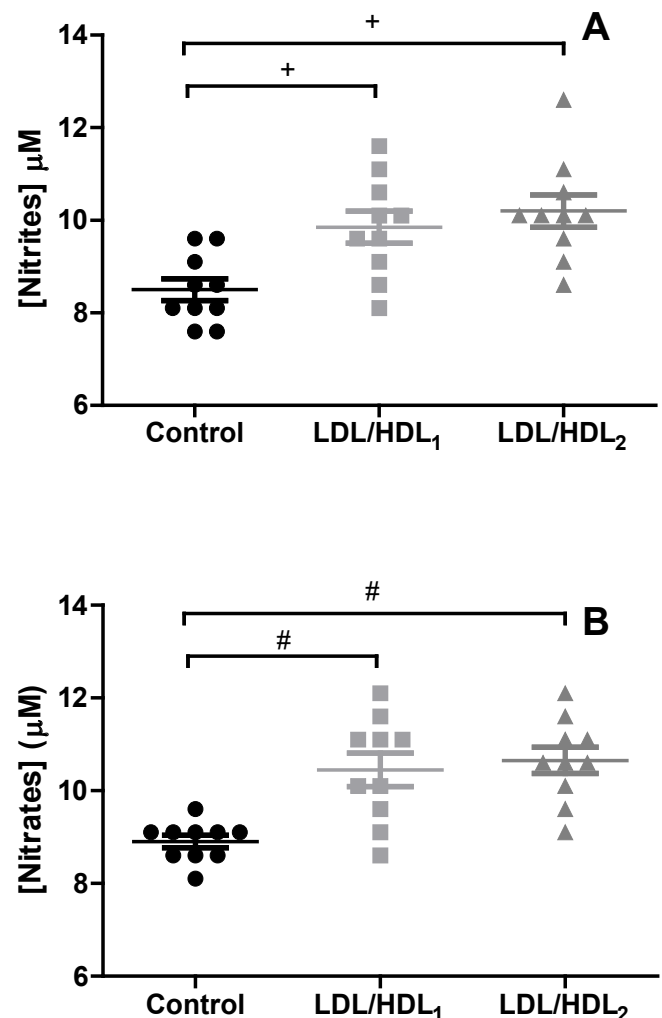 A
+
+
[Nitrites] µM
14
12
10
8
6
Control
LDL/HDL₁
LDL/HDL₂
B
#
#
[Nitrates] (µM)
14
12
10
8
6
Control
LDL/HDL₁
LDL/HDL₂